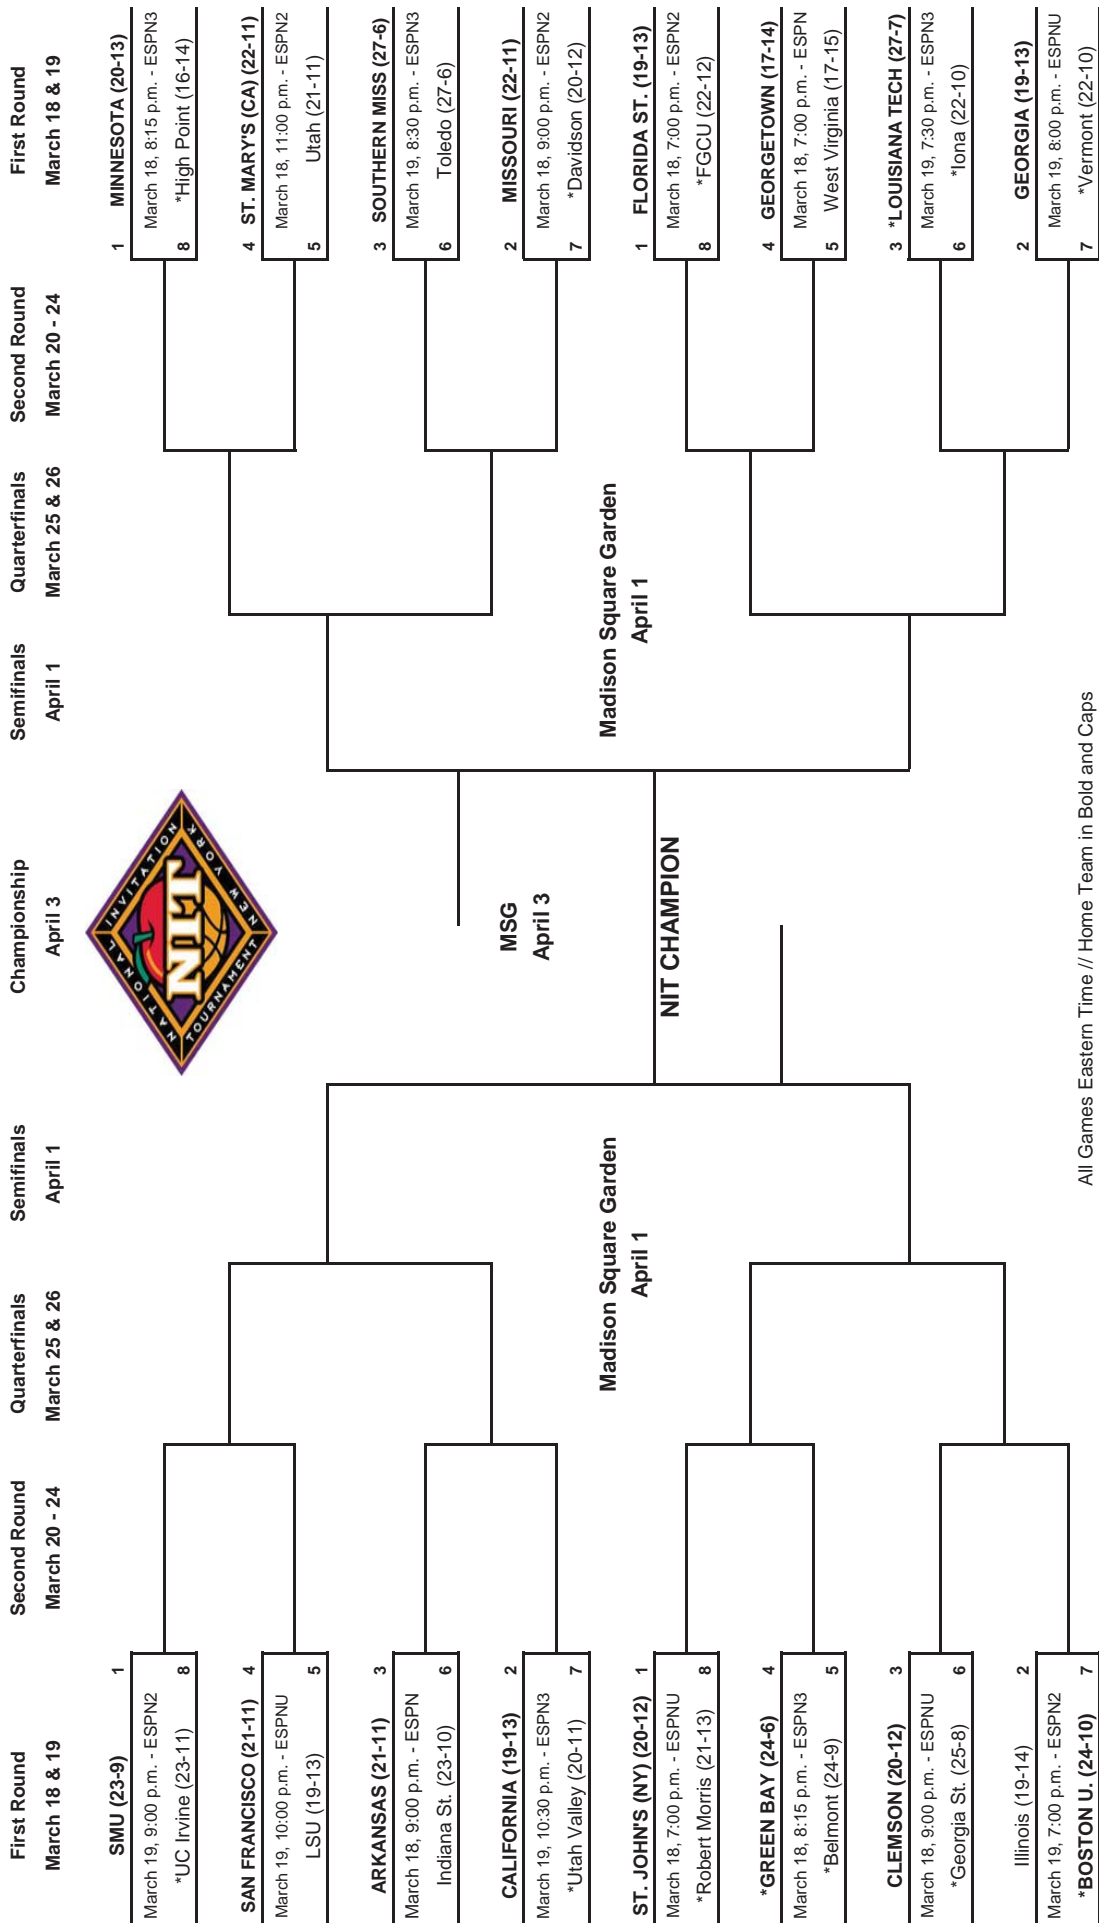 First Round
March 18 & 19
Second Round
March 20 - 24
Quarterfinals
March 25 & 26
Semifinals
April 1
Championship
April 3
Semifinals
April 1
Quarterfinals
March 25 & 26
Second Round
March 20 - 24
First Round
March 18 & 19
NATIONAL INVITATION
NIT
TOURNAMENT NEW YORK
SMU (23-9) 1
March 19, 9:00 p.m. - ESPN2
*UC Irvine (23-11) 8
SAN FRANCISCO (21-11) 4
March 19, 10:00 p.m. - ESPNU
LSU (19-13) 5
ARKANSAS (21-11) 3
March 18, 9:00 p.m. - ESPN
Indiana St. (23-10) 6
CALIFORNIA (19-13) 2
March 19, 10:30 p.m. - ESPN3
*Utah Valley (20-11) 7
ST. JOHN'S (NY) (20-12) 1
March 18, 7:00 p.m. - ESPNU
*Robert Morris (21-13) 8
*GREEN BAY (24-6) 4
March 18, 8:15 p.m. - ESPN3
*Belmont (24-9) 5
CLEMSON (20-12) 3
March 18, 9:00 p.m. - ESPNU
*Georgia St. (25-8) 6
Illinois (19-14) 2
March 19, 7:00 p.m. - ESPN2
*BOSTON U. (24-10) 7
Madison Square Garden
April 1
MSG
April 3
NIT CHAMPION
Madison Square Garden
April 1
1 MINNESOTA (20-13)
March 18, 8:15 p.m. - ESPN3
8 *High Point (16-14)
4 ST. MARY'S (CA) (22-11)
March 18, 11:00 p.m. - ESPN2
5 Utah (21-11)
3 SOUTHERN MISS (27-6)
March 19, 8:30 p.m. - ESPN3
6 Toledo (27-6)
2 MISSOURI (22-11)
March 18, 9:00 p.m. - ESPN2
7 *Davidson (20-12)
1 FLORIDA ST. (19-13)
March 18, 7:00 p.m. - ESPN2
8 *FGCU (22-12)
4 GEORGETOWN (17-14)
March 18, 7:00 p.m. - ESPN
5 West Virginia (17-15)
3 *LOUISIANA TECH (27-7)
March 19, 7:30 p.m. - ESPN3
6 *Iona (22-10)
2 GEORGIA (19-13)
March 19, 8:00 p.m. - ESPNU
7 *Vermont (22-10)
All Games Eastern Time // Home Team in Bold and Caps